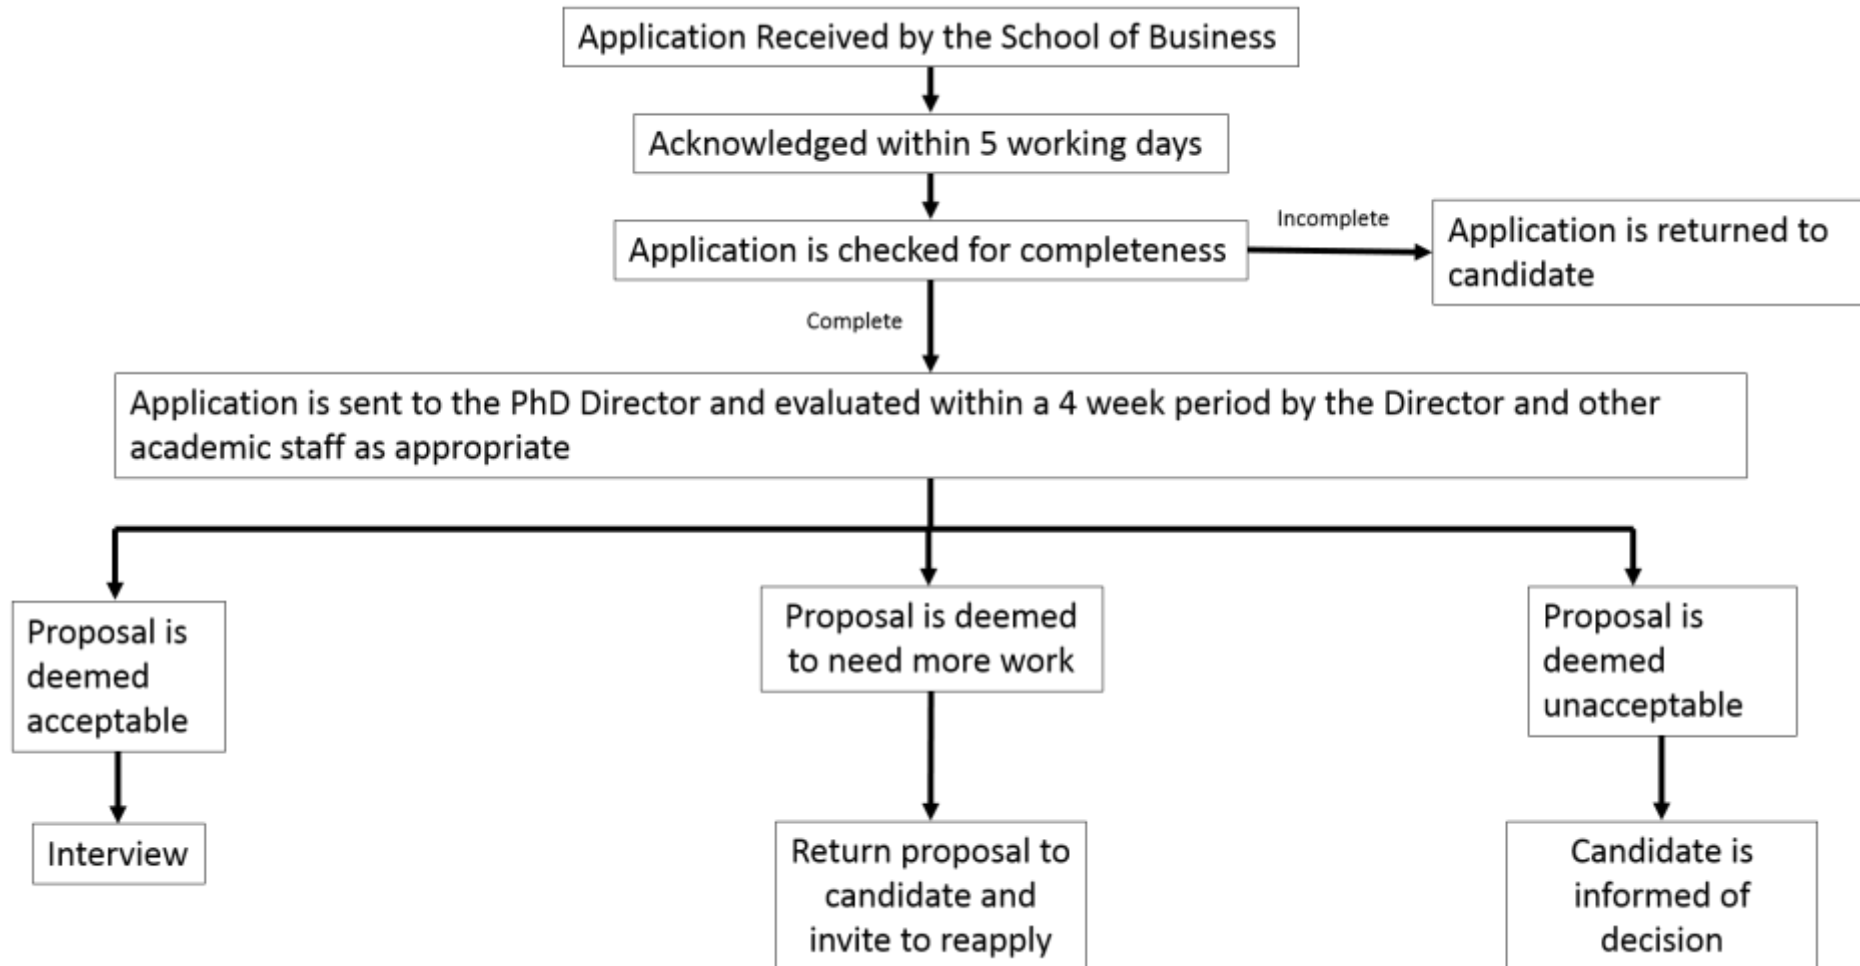 Application Received by the School of Business
Acknowledged within 5 working days
Incomplete
Application is checked for completeness
Application is returned to
candidate
Complete
Application is sent to the PhD Director and evaluated within a 4 week period by the Director and other
academic staff as appropriate
Proposal is
deemed
acceptable
Proposal is deemed
to need more work
Proposal is
deemed
unacceptable
Interview
Return proposal to
candidate and
invite to reapply
Candidate is
informed of
decision